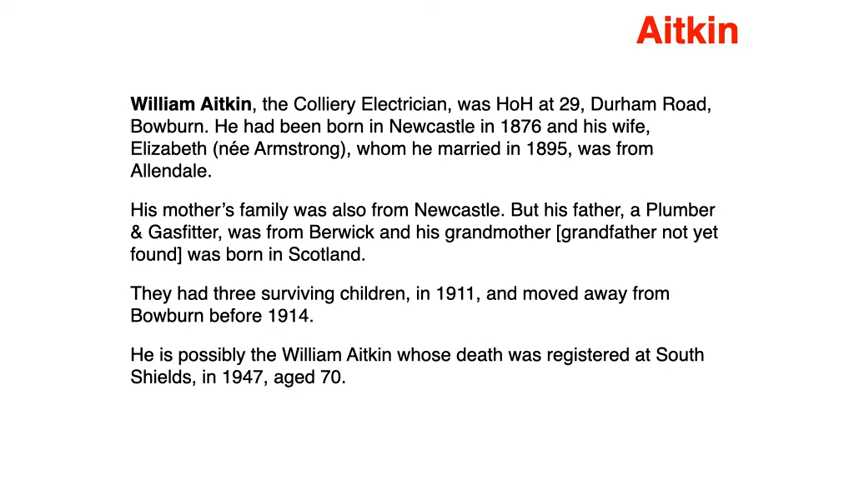 Aitkin
William Aitkin, the Colliery Electrician, was HoH at 29, Durham Road,
Bowburn. He had been born in Newcastle in 1876 and his wife,
Elizabeth (née Armstrong), whom he married in 1895, was from
Allendale.
His mother’s family was also from Newcastle. But his father, a Plumber
& Gasfitter, was from Berwick and his grandmother [grandfather not yet
found] was born in Scotland.
They had three surviving children, in 1911, and moved away from
Bowburn before 1914.
He is possibly the William Aitkin whose death was registered at South
Shields, in 1947, aged 70.